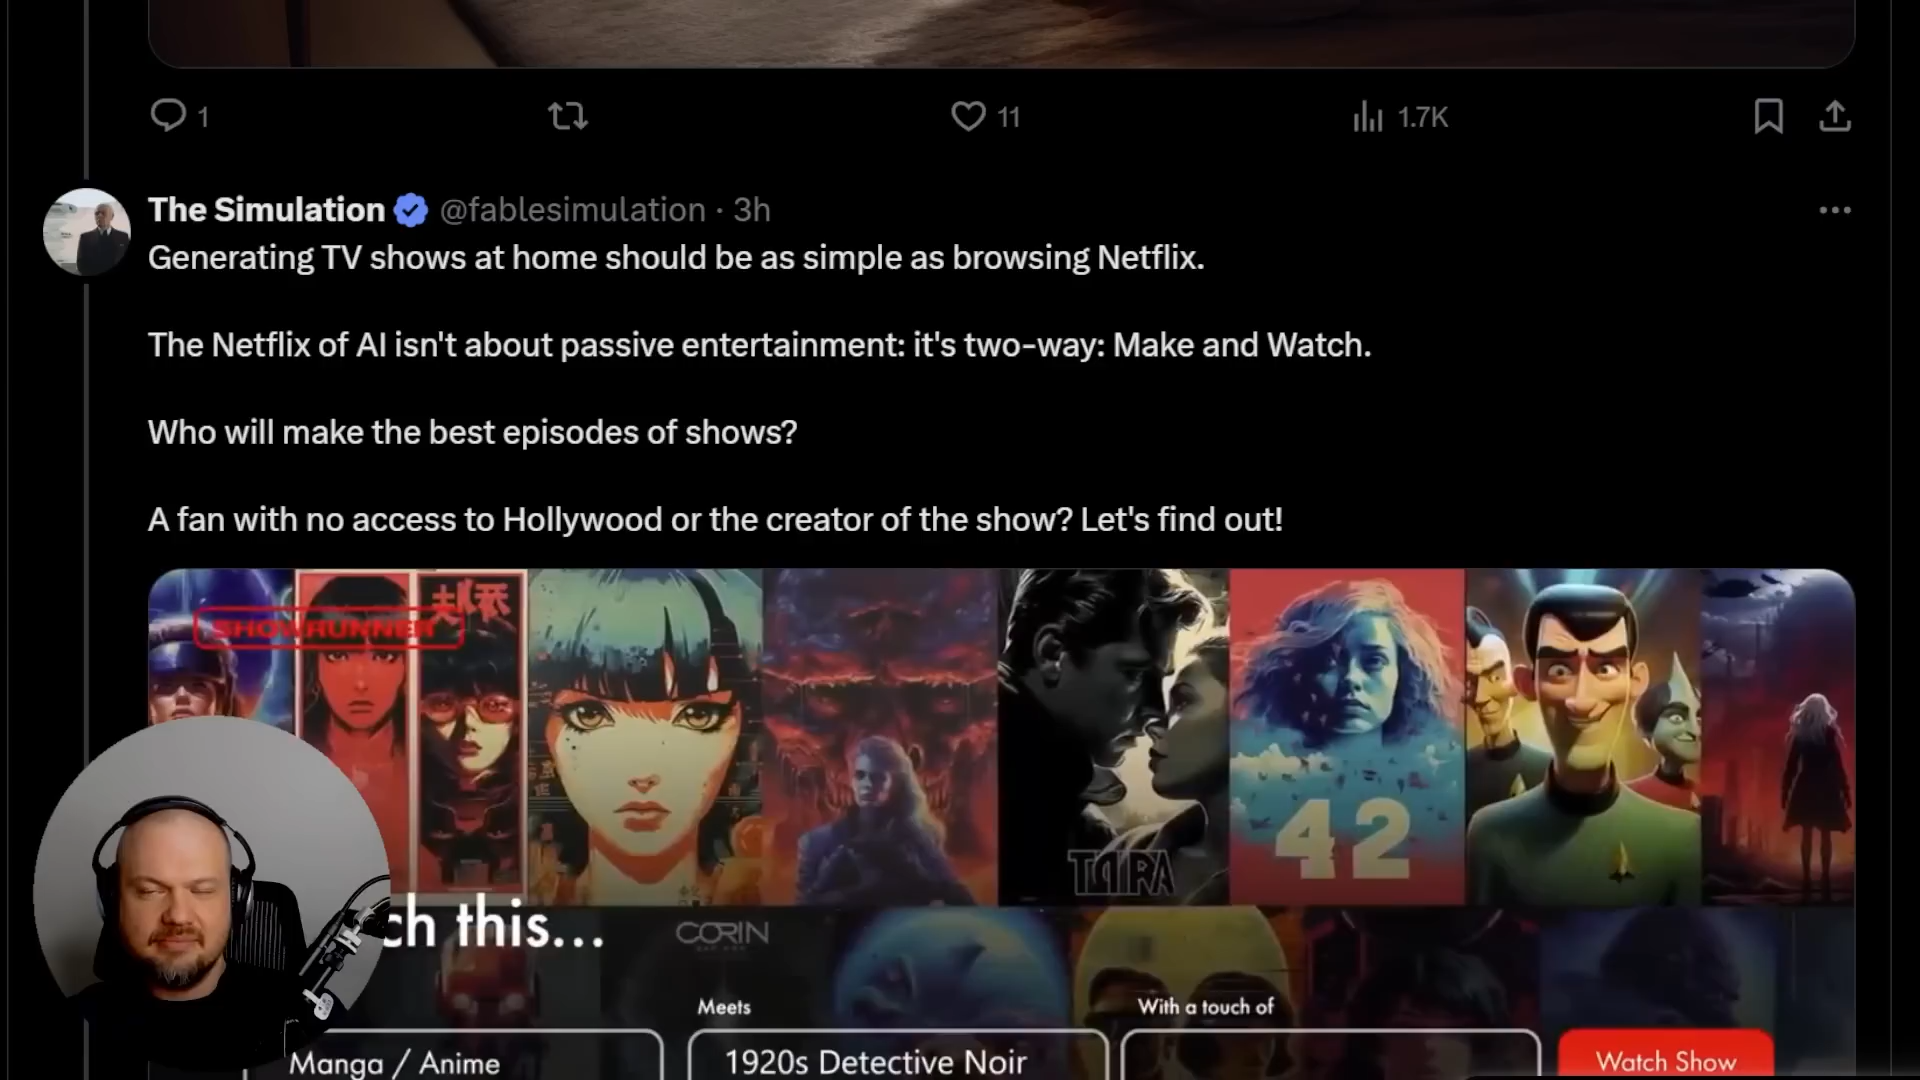 1
11
1.7K
The Simulation @fablesimulation · 3h
Generating TV shows at home should be as simple as browsing Netflix.
The Netflix of AI isn't about passive entertainment: it's two-way: Make and Watch.
Who will make the best episodes of shows?
A fan with no access to Hollywood or the creator of the show? Let's find out!
SHOWRUNNER
42
ch this...
CORIN
Meets
With a touch of
Manga / Anime
1920s Detective Noir
Watch Show